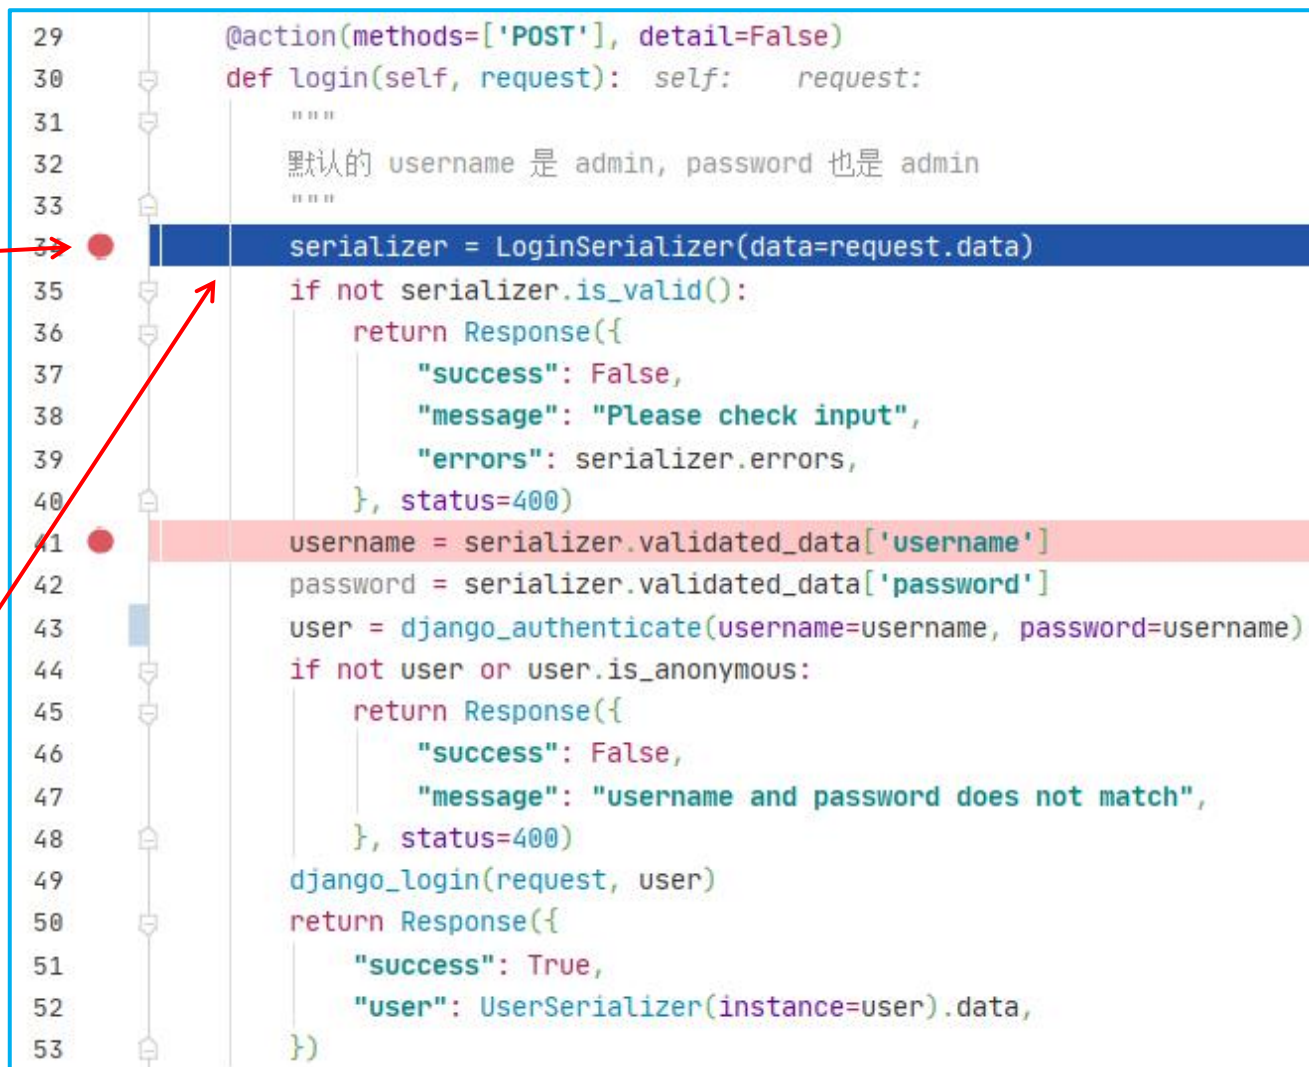 29 @action(methods=['POST'], detail=False)
30 def login(self, request): self: request:
31 """
32 默认的 username 是 admin, password 也是 admin
33 """
34 serializer = LoginSerializer(data=request.data)
35 if not serializer.is_valid():
36 return Response({
37 "success": False,
38 "message": "Please check input",
39 "errors": serializer.errors,
40 }, status=400)
41 username = serializer.validated_data['username']
42 password = serializer.validated_data['password']
43 user = django_authenticate(username=username, password=username)
44 if not user or user.is_anonymous:
45 return Response({
46 "success": False,
47 "message": "username and password does not match",
48 }, status=400)
49 django_login(request, user)
50 return Response({
51 "success": True,
52 "user": UserSerializer(instance=user).data,
53 })